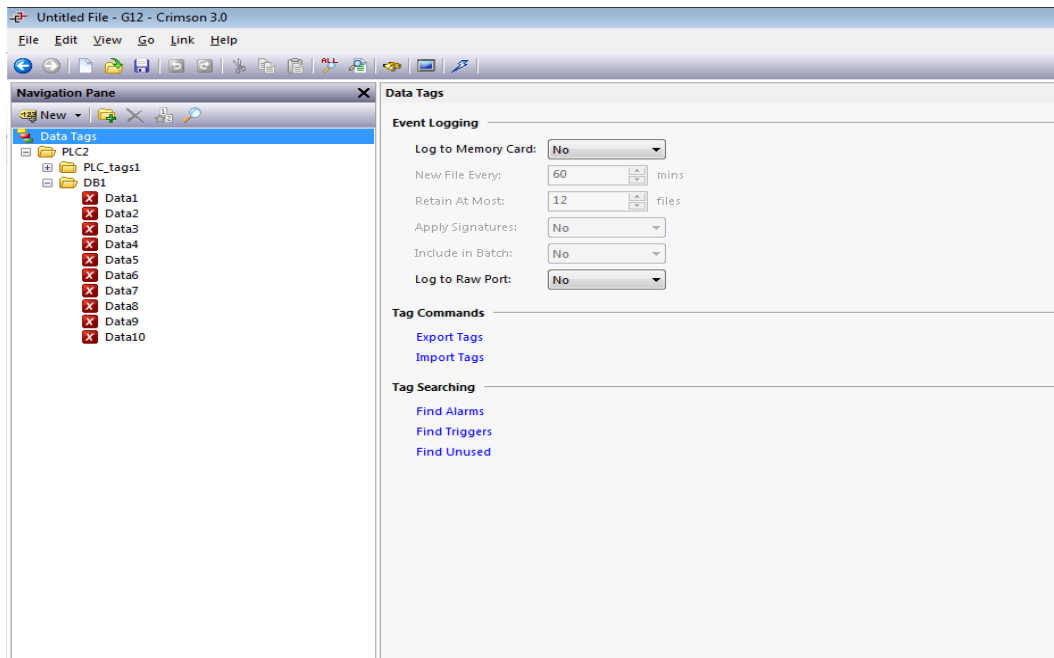 Untitled File - G12 - Crimson 3.0
File Edit View Go Link Help
ALL
Navigation Pane
New
Data Tags
PLC2
PLC_tags1
DB1
Data1
Data2
Data3
Data4
Data5
Data6
Data7
Data8
Data9
Data10
Data Tags
Event Logging
Log to Memory Card: No
New File Every: 60 mins
Retain At Most: 12 files
Apply Signatures: No
Include in Batch: No
Log to Raw Port: No
Tag Commands
Export Tags
Import Tags
Tag Searching
Find Alarms
Find Triggers
Find Unused